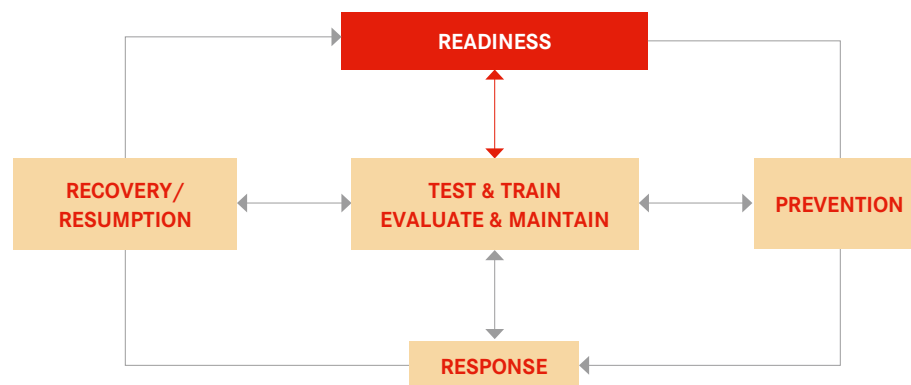 READINESS
RECOVERY/
RESUMPTION
TEST & TRAIN
EVALUATE & MAINTAIN
PREVENTION
RESPONSE